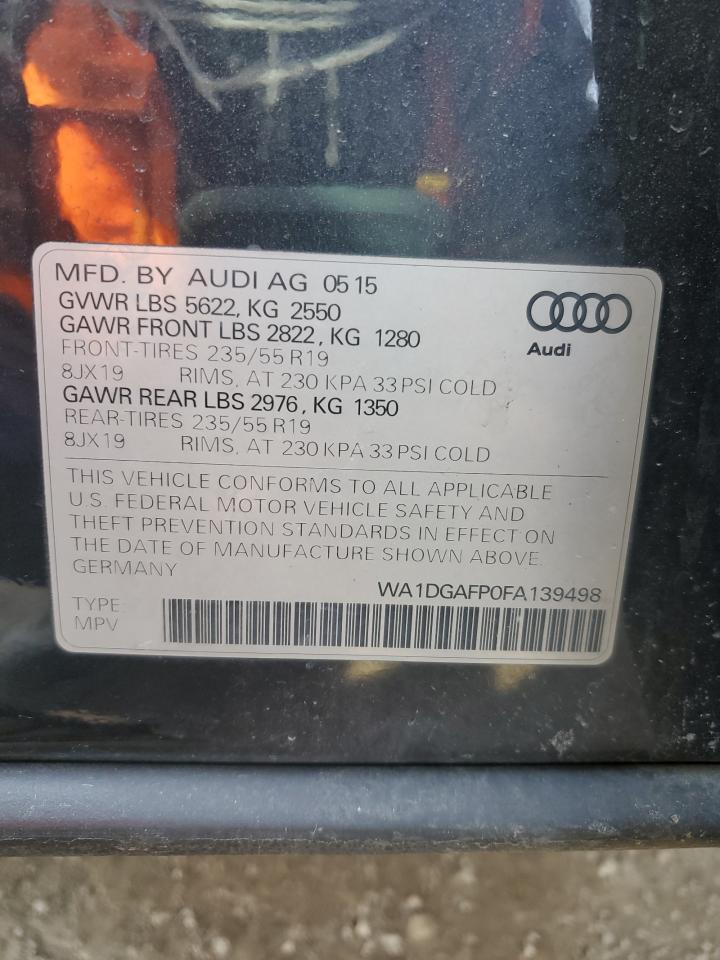 MFD. BY AUDI AG 05 15
GVWR LBS 5622, KG 2550
GAWR FRONT LBS 2822, KG 1280
FRONT-TIRES 235/55 R19
8JX19 RIMS, AT 230 KPA 33 PSI COLD
GAWR REAR LBS 2976, KG 1350
REAR-TIRES 235/55 R19
8JX19 RIMS, AT 230 KPA 33 PSI COLD
Audi
THIS VEHICLE CONFORMS TO ALL APPLICABLE
U.S. FEDERAL MOTOR VEHICLE SAFETY AND
THEFT PREVENTION STANDARDS IN EFFECT ON
THE DATE OF MANUFACTURE SHOWN ABOVE.
GERMANY
WA1DGAFP0FA139498
TYPE:
MPV